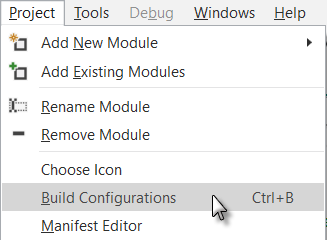 Project Tools Debug Windows Help
Add New Module
Add Existing Modules
Rename Module
Remove Module
Choose Icon
Build Configurations Ctrl+B
Manifest Editor